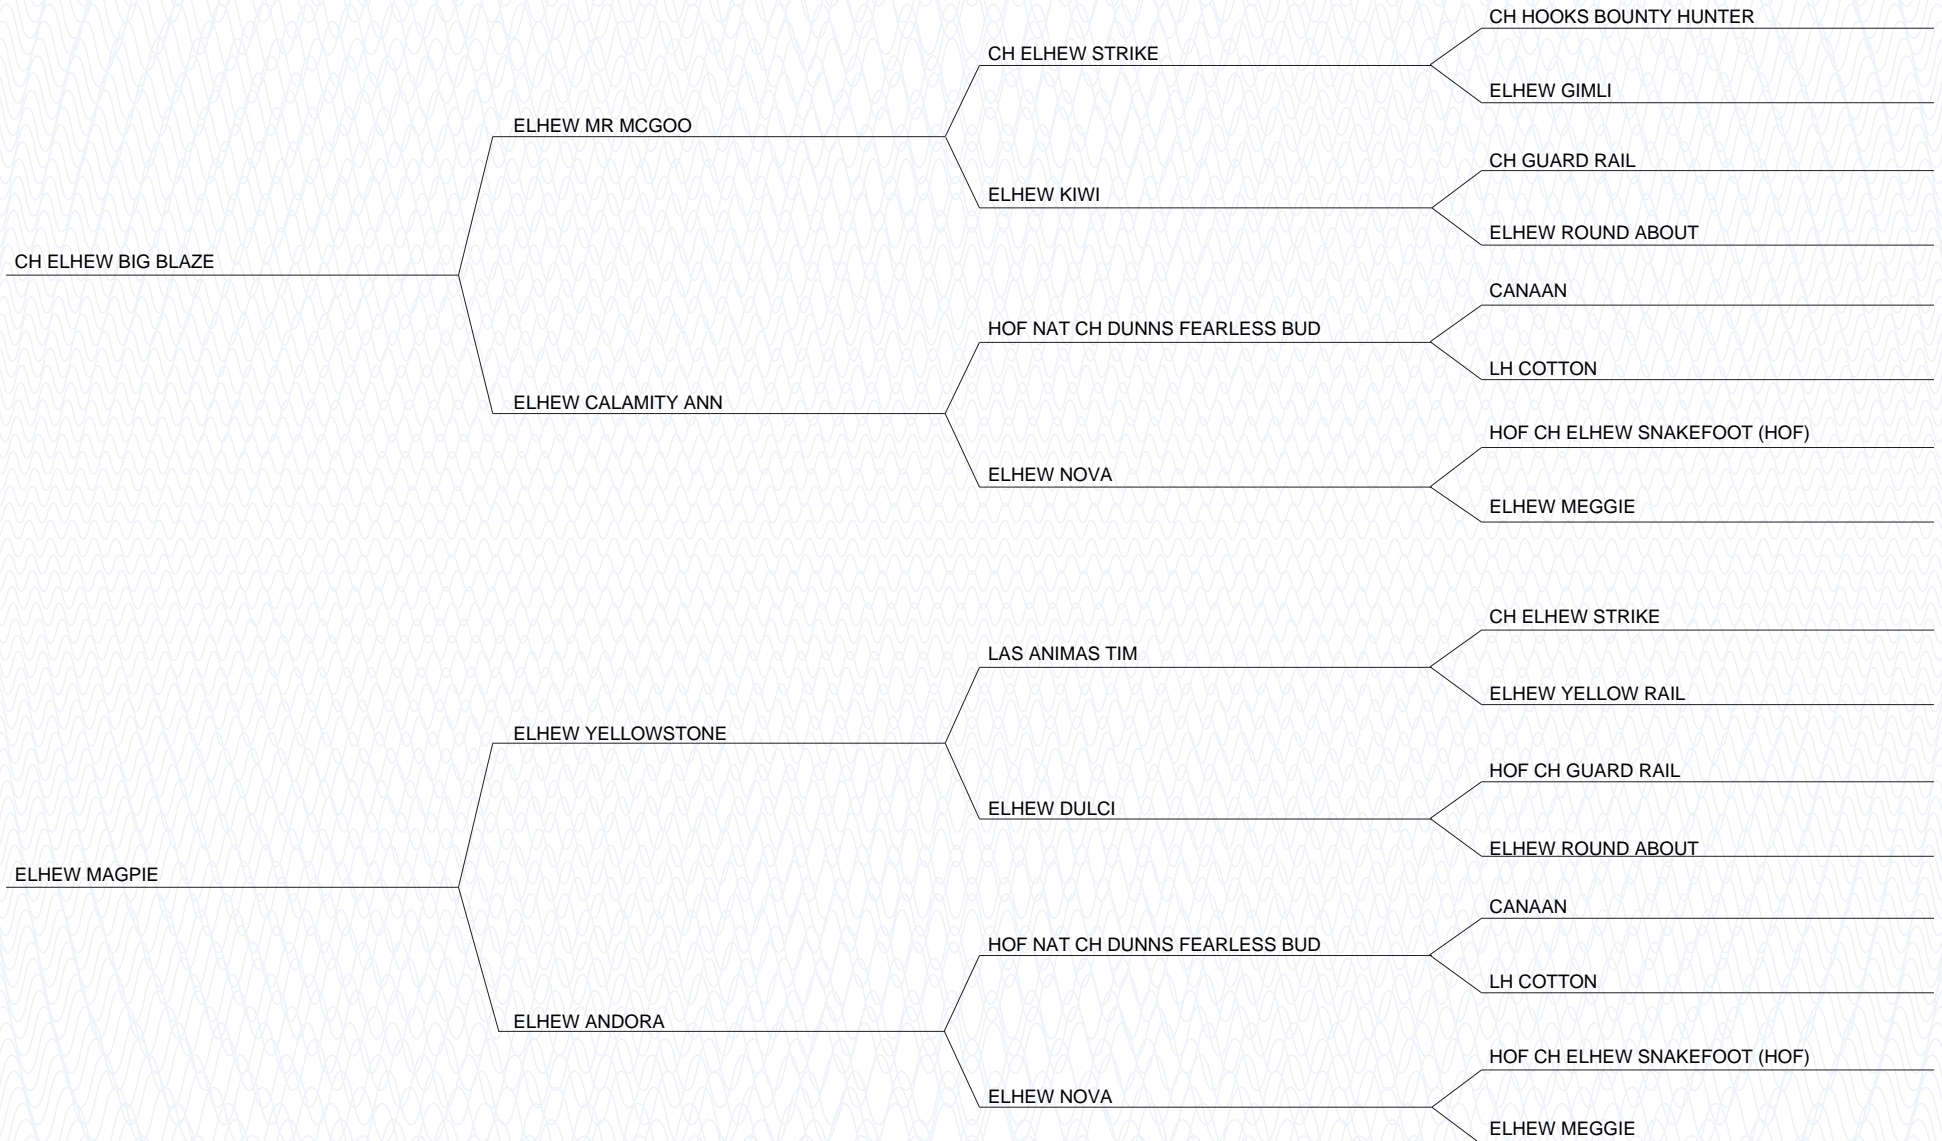 CH HOOKS BOUNTY HUNTER
CH ELHEW STRIKE
ELHEW GIMLI
ELHEW MR MCGOO
CH GUARD RAIL
ELHEW KIWI
ELHEW ROUND ABOUT
CH ELHEW BIG BLAZE
CANAAN
HOF NAT CH DUNNS FEARLESS BUD
LH COTTON
ELHEW CALAMITY ANN
HOF CH ELHEW SNAKEFOOT (HOF)
ELHEW NOVA
ELHEW MEGGIE
CH ELHEW STRIKE
LAS ANIMAS TIM
ELHEW YELLOW RAIL
ELHEW YELLOWSTONE
HOF CH GUARD RAIL
ELHEW DULCI
ELHEW ROUND ABOUT
ELHEW MAGPIE
CANAAN
HOF NAT CH DUNNS FEARLESS BUD
LH COTTON
ELHEW ANDORA
HOF CH ELHEW SNAKEFOOT (HOF)
ELHEW NOVA
ELHEW MEGGIE